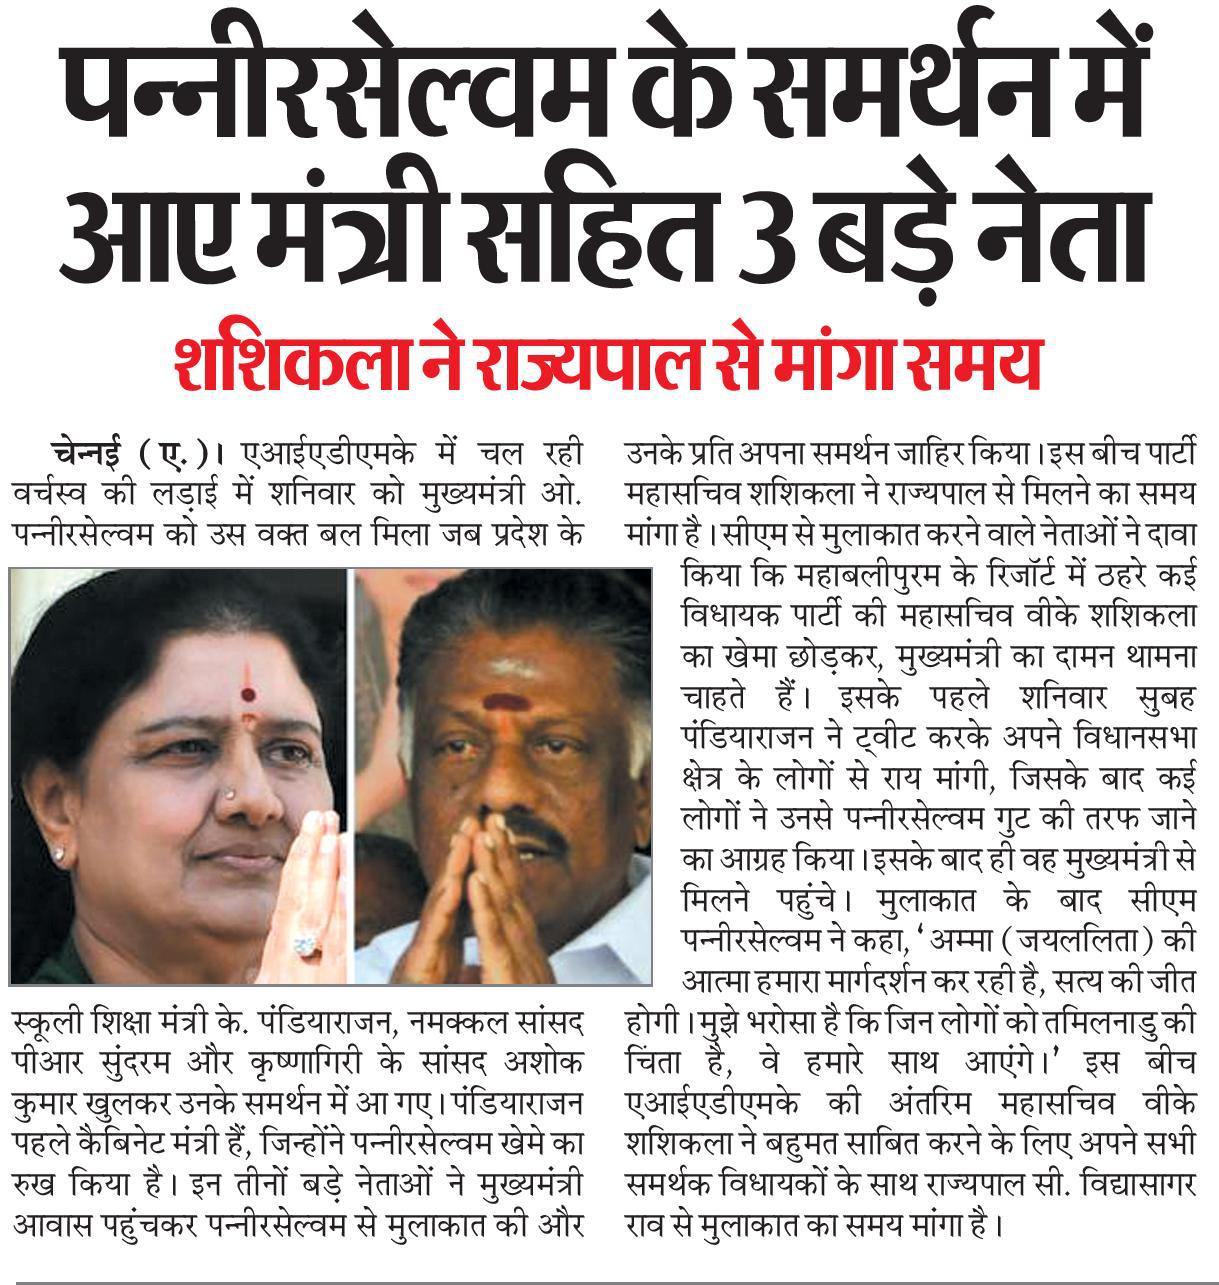 पन्नीरसेल्वम के समर्थन में
आए मंत्री सहित 3 बड़े नेता
शशिकला ने राज्यपाल से मांगा समय
चेन्नई (ए.)। एआईएडीएमके में चल रही
वर्चस्व की लड़ाई में शनिवार को मुख्यमंत्री ओ.
पन्नीरसेल्वम को उस वक्त बल मिला जब प्रदेश के
स्कूली शिक्षा मंत्री के. पंडियाराजन, नमक्कल सांसद
पीआर सुंदरम और कृष्णागिरी के सांसद अशोक
कुमार खुलकर उनके समर्थन में आ गए। पंडियाराजन
पहले कैबिनेट मंत्री हैं, जिन्होंने पन्नीरसेल्वम खेमे का
रुख किया है। इन तीनों बड़े नेताओं ने मुख्यमंत्री
आवास पहुंचकर पन्नीरसेल्वम से मुलाकात की और
उनके प्रति अपना समर्थन जाहिर किया। इस बीच पार्टी
महासचिव शशिकला ने राज्यपाल से मिलने का समय
मांगा है। सीएम से मुलाकात करने वाले नेताओं ने दावा
किया कि महाबलीपुरम के रिजॉर्ट में ठहरे कई
विधायक पार्टी की महासचिव वीके शशिकला
का खेमा छोड़कर, मुख्यमंत्री का दामन थामना
चाहते हैं। इसके पहले शनिवार सुबह
पंडियाराजन ने ट्वीट करके अपने विधानसभा
क्षेत्र के लोगों से राय मांगी, जिसके बाद कई
लोगों ने उनसे पन्नीरसेल्वम गुट की तरफ जाने
का आग्रह किया। इसके बाद ही वह मुख्यमंत्री से
मिलने पहुंचे। मुलाकात के बाद सीएम
पन्नीरसेल्वम ने कहा, ‘ अम्मा (जयललिता) की
आत्मा हमारा मार्गदर्शन कर रही है, सत्य की जीत
होगी। मुझे भरोसा है कि जिन लोगों को तमिलनाडु की
चिंता है, वे हमारे साथ आएंगे।’ इस बीच
एआईएडीएमके की अंतरिम महासचिव वीके
शशिकला ने बहुमत साबित करने के लिए अपने सभी
समर्थक विधायकों के साथ राज्यपाल सी. विद्यासागर
राव से मुलाकात का समय मांगा है।